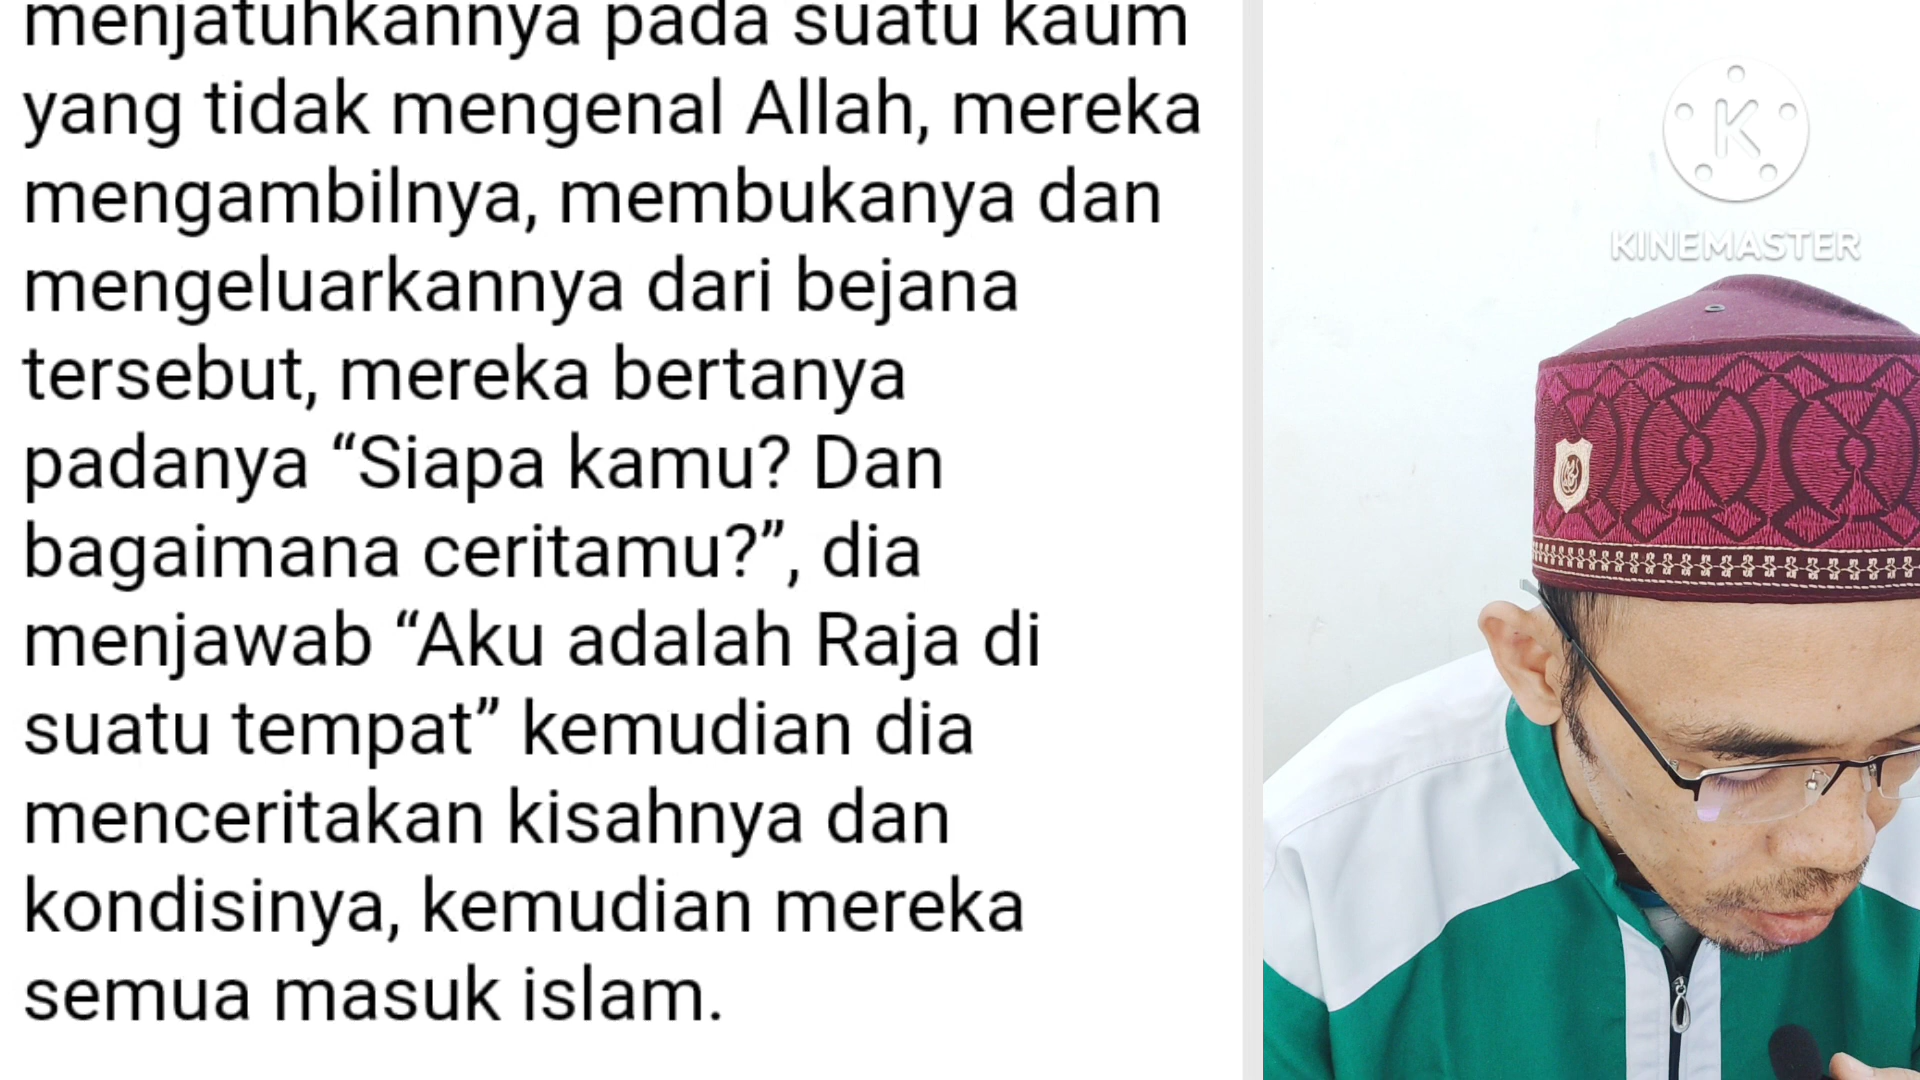 menjatuhkannya pada suatu kaum
yang tidak mengenal Allah, mereka
mengambilnya, membukanya dan
mengeluarkannya dari bejana
tersebut, mereka bertanya
padanya “Siapa kamu? Dan
bagaimana ceritamu?”, dia
menjawab “Aku adalah Raja di
suatu tempat” kemudian dia
menceritakan kisahnya dan
kondisinya, kemudian mereka
semua masuk islam.
K
KINEMASTER